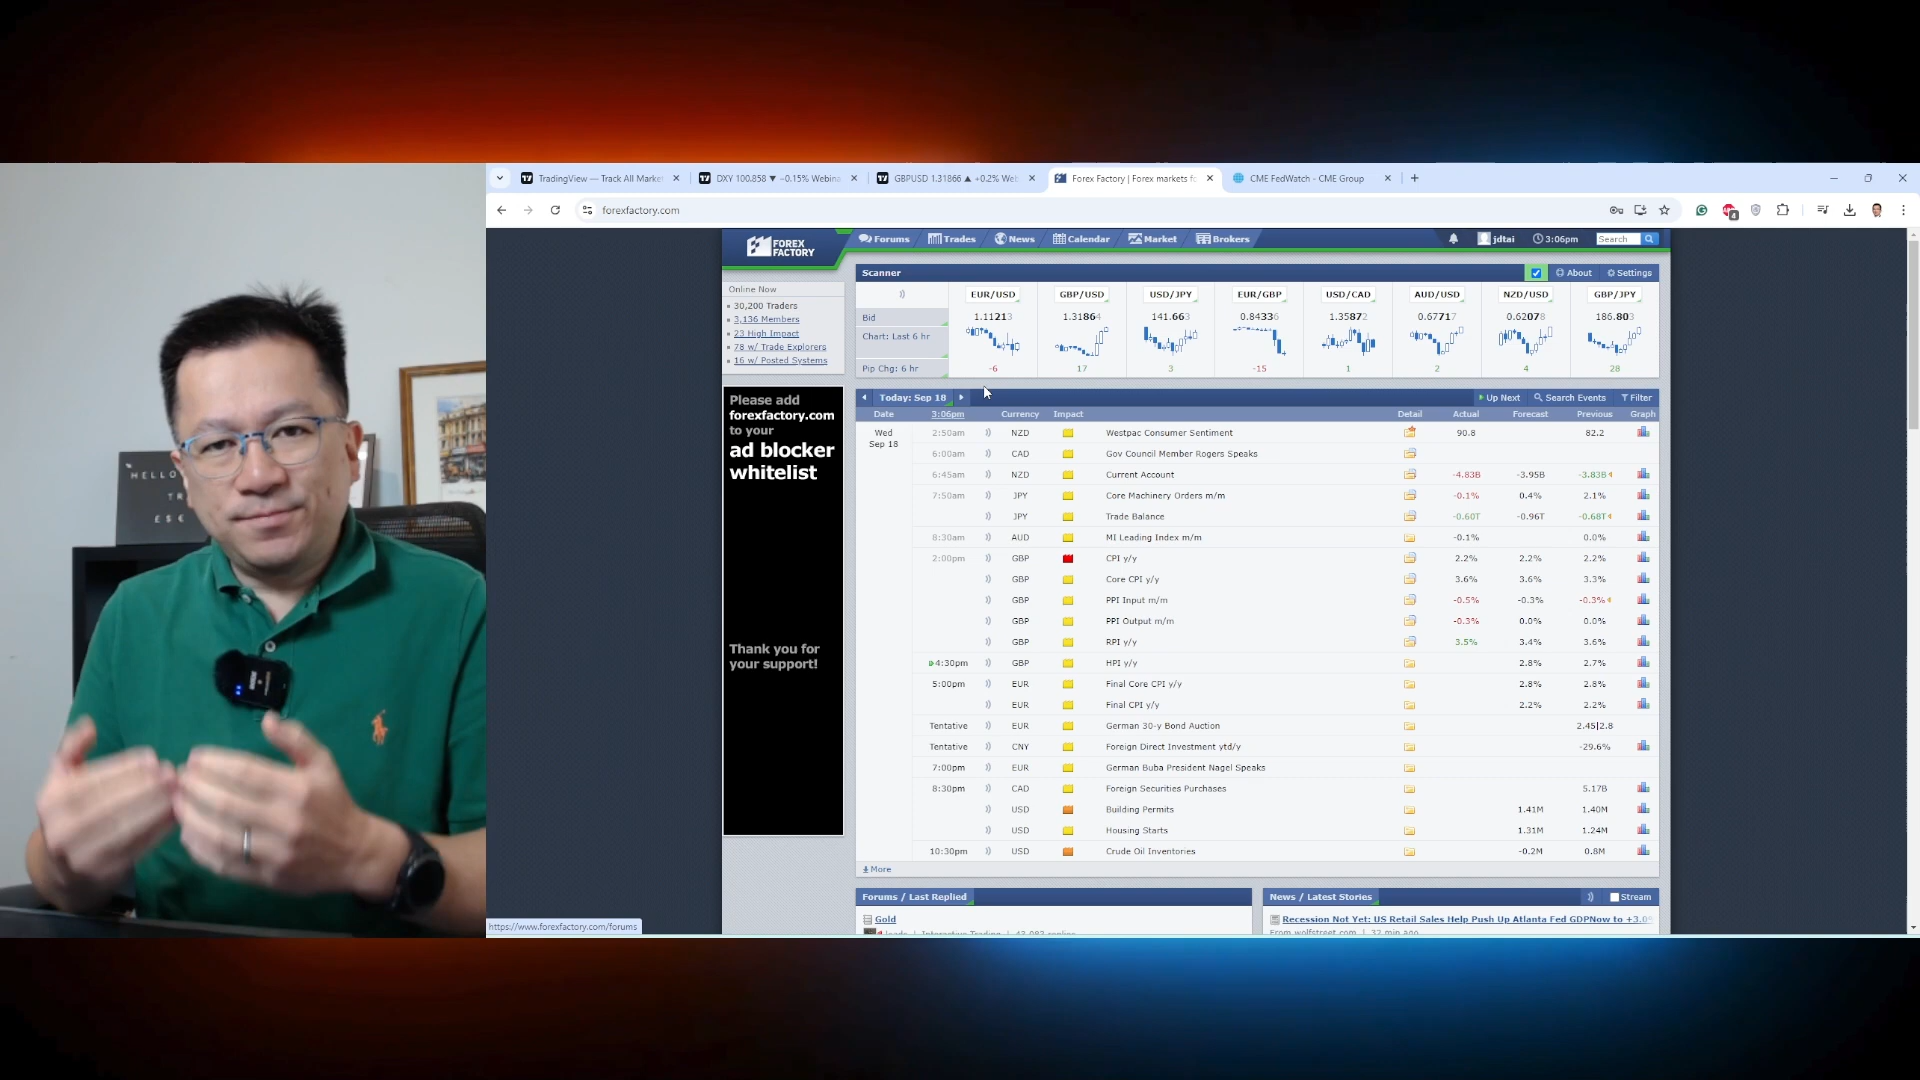 TradingView — Track All Marke
DXY 100.858 ▼ −0.15% Webina
GBPUSD 1.31866 ▲ +0.2% Web
Forex Factory | Forex markets fo
CME FedWatch - CME Group
forexfactory.com
4
FOREX FACTORY
Forums
Trades
News
Calendar
Market
Brokers
jdtai
3:06pm
Search
Online Now
30,200 Traders
3,136 Members
23 High Impact
78 w/ Trade Explorers
16 w/ Posted Systems
Please add
forexfactory.com
to your
ad blocker
whitelist
Thank you for
your support!
Scanner About Settings
EUR/USD GBP/USD USD/JPY EUR/GBP USD/CAD AUD/USD NZD/USD GBP/JPY
Bid 1.11213 1.31864 141.663 0.84336 1.35872 0.67717 0.62078 186.803
Chart: Last 6 hr
Pip Chg: 6 hr -6 17 3 -15 1 2 4 28
Today: Sep 18 Up Next Search Events Filter
Date 3:06pm Currency Impact Detail Actual Forecast Previous Graph
Wed
Sep 18
2:50am NZD Westpac Consumer Sentiment 90.8 82.2
6:00am CAD Gov Council Member Rogers Speaks
6:45am NZD Current Account -4.83B -3.95B -3.83B
7:50am JPY Core Machinery Orders m/m -0.1% 0.4% 2.1%
JPY Trade Balance -0.60T -0.96T -0.68T
8:30am AUD MI Leading Index m/m -0.1% 0.0%
2:00pm GBP CPI y/y 2.2% 2.2% 2.2%
GBP Core CPI y/y 3.6% 3.6% 3.3%
GBP PPI Input m/m -0.5% -0.3% -0.3%
GBP PPI Output m/m -0.3% 0.0% 0.0%
GBP RPI y/y 3.5% 3.4% 3.6%
4:30pm GBP HPI y/y 2.8% 2.7%
5:00pm EUR Final Core CPI y/y 2.8% 2.8%
EUR Final CPI y/y 2.2% 2.2%
Tentative EUR German 30-y Bond Auction 2.45|2.8
Tentative CNY Foreign Direct Investment ytd/y -29.6%
7:00pm EUR German Buba President Nagel Speaks
8:30pm CAD Foreign Securities Purchases 5.17B
USD Building Permits 1.41M 1.40M
USD Housing Starts 1.31M 1.24M
10:30pm USD Crude Oil Inventories -0.2M 0.8M
More
Forums / Last Replied
Gold
News / Latest Stories Stream
Recession Not Yet: US Retail Sales Help Push Up Atlanta Fed GDPNow to +3.0
From wolfstreet.com | 32 min ago
https://www.forexfactory.com/forums
HELLO
TR
£$€